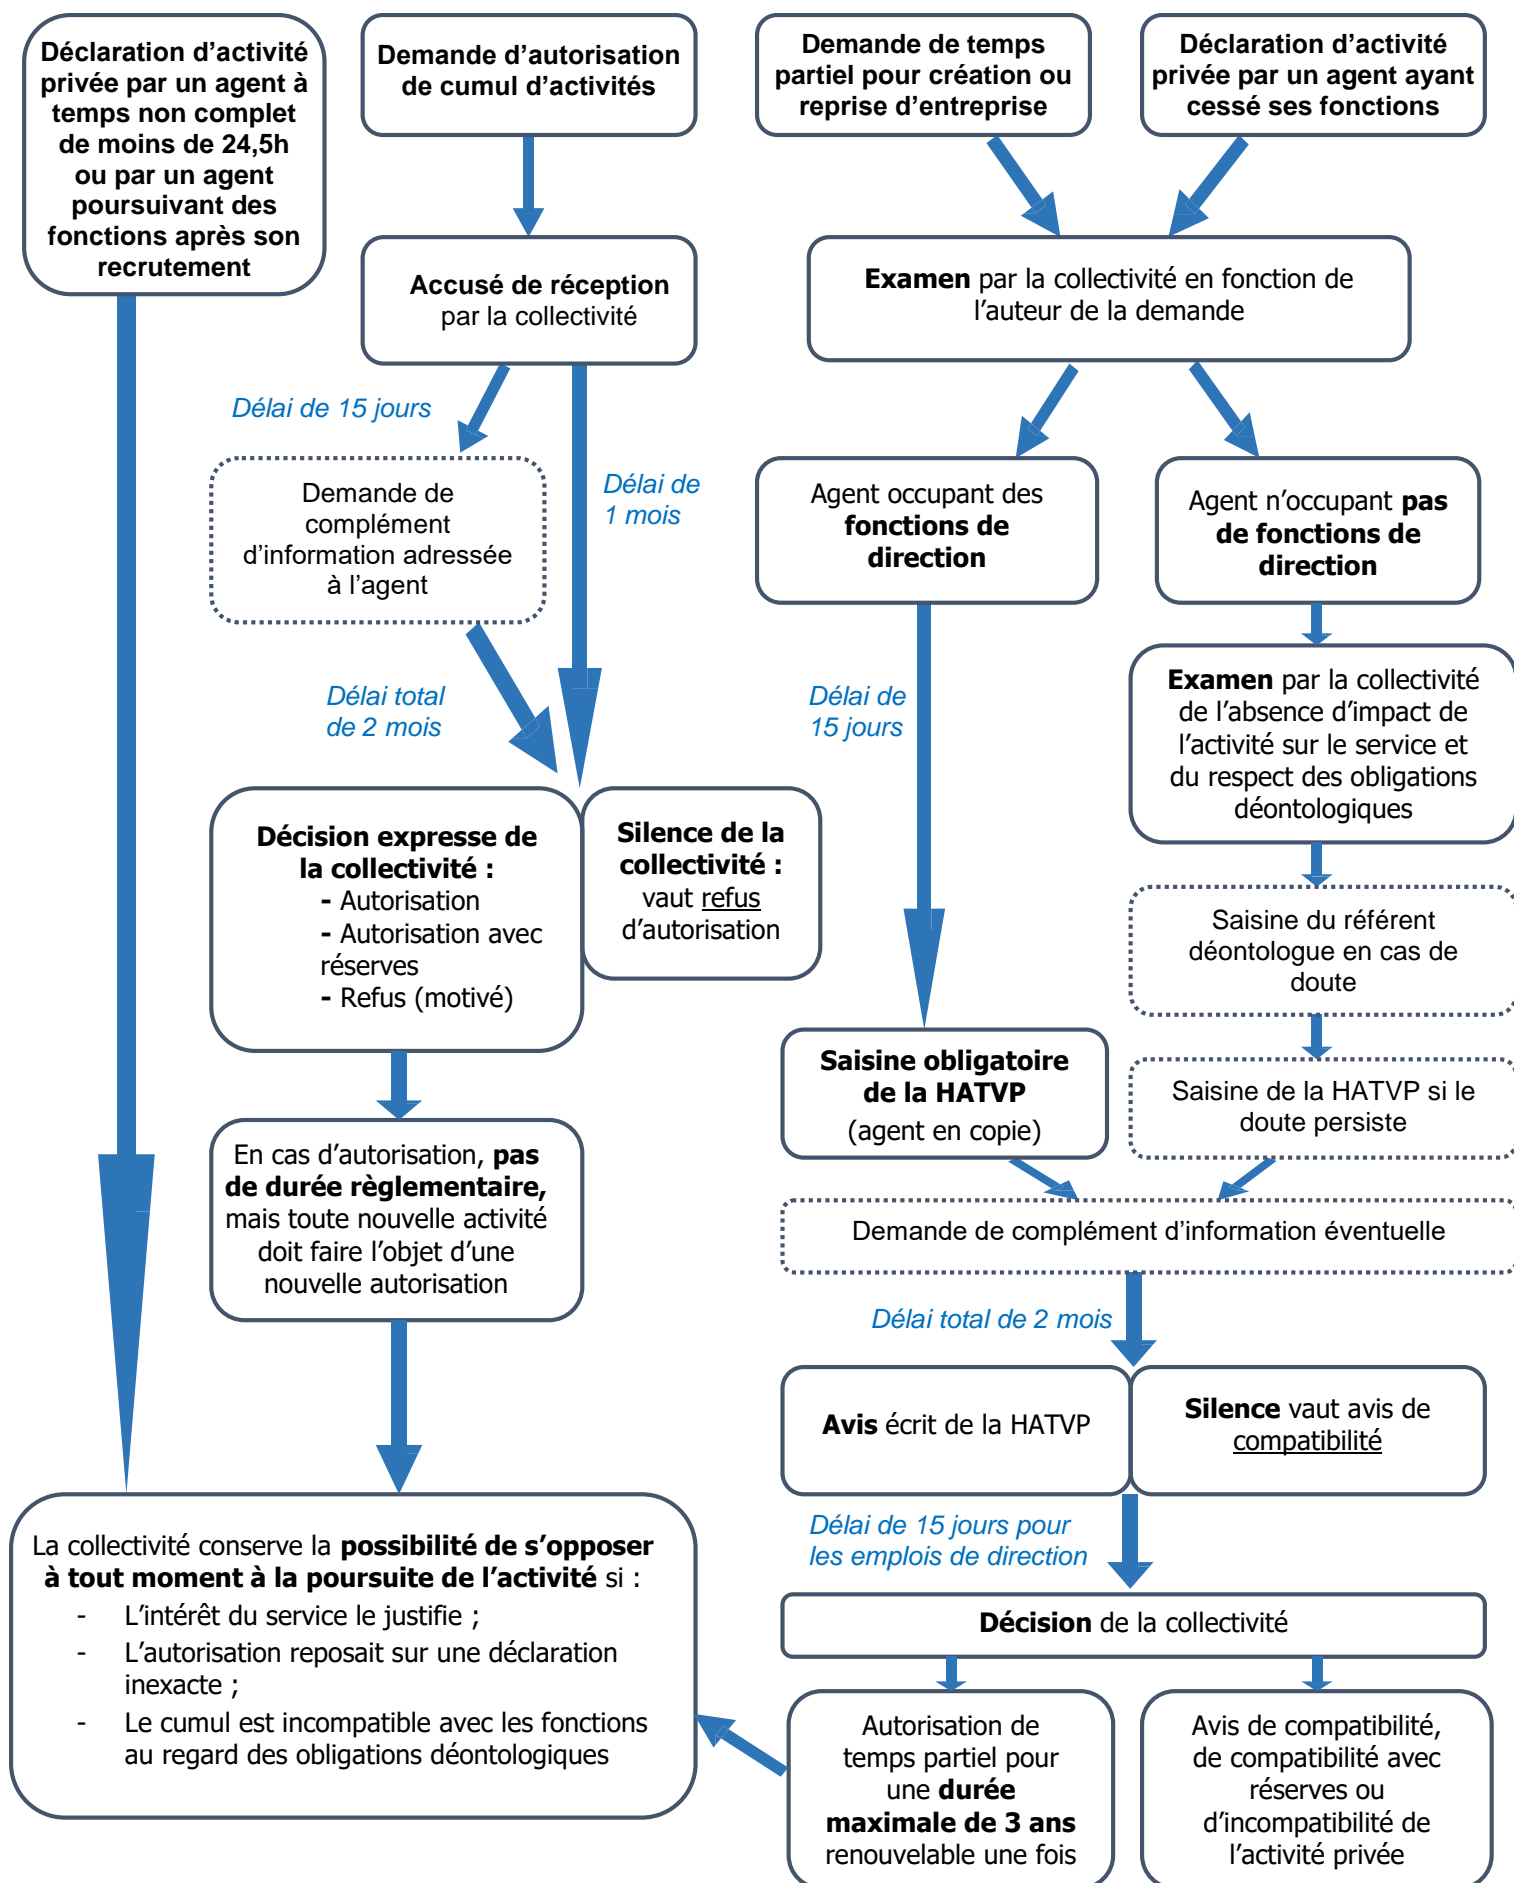 Déclaration d’activité
privée par un agent à
temps non complet
de moins de 24,5h
ou par un agent
poursuivant des
fonctions après son
recrutement
Demande d’autorisation
de cumul d’activités
Demande de temps
partiel pour création ou
reprise d’entreprise
Déclaration d’activité
privée par un agent ayant
cessé ses fonctions
Accusé de réception
par la collectivité
Examen par la collectivité en fonction de
l’auteur de la demande
Délai de 15 jours
Délai de
1 mois
Demande de
complément
d’information adressée
à l’agent
Agent occupant des
fonctions de
direction
Agent n’occupant pas
de fonctions de
direction
Délai total
de 2 mois
Délai de
15 jours
Examen par la collectivité
de l’absence d’impact de
l’activité sur le service et
du respect des obligations
déontologiques
Décision expresse de
la collectivité :
- Autorisation
- Autorisation avec
réserves
- Refus (motivé)
Silence de la
collectivité :
vaut refus
d’autorisation
Saisine du référent
déontologue en cas de
doute
Saisine obligatoire
de la HATVP
(agent en copie)
Saisine de la HATVP si le
doute persiste
En cas d’autorisation, pas
de durée règlementaire,
mais toute nouvelle activité
doit faire l’objet d’une
nouvelle autorisation
Demande de complément d’information éventuelle
Délai total de 2 mois
Avis écrit de la HATVP
Silence vaut avis de
compatibilité
Délai de 15 jours pour
les emplois de direction
La collectivité conserve la possibilité de s’opposer
à tout moment à la poursuite de l’activité si :
- L’intérêt du service le justifie ;
- L’autorisation reposait sur une déclaration
inexacte ;
- Le cumul est incompatible avec les fonctions
au regard des obligations déontologiques
Décision de la collectivité
Autorisation de
temps partiel pour
une durée
maximale de 3 ans
renouvelable une fois
Avis de compatibilité,
de compatibilité avec
réserves ou
d’incompatibilité de
l’activité privée